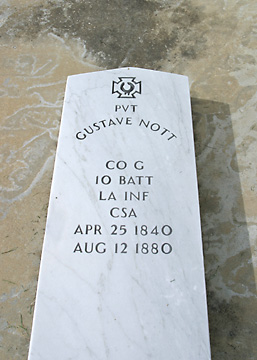 PVT
GUSTAVE NOTT
CO G
10 BATT
LA INF
CSA
APR 25 1840
AUG 12 1880